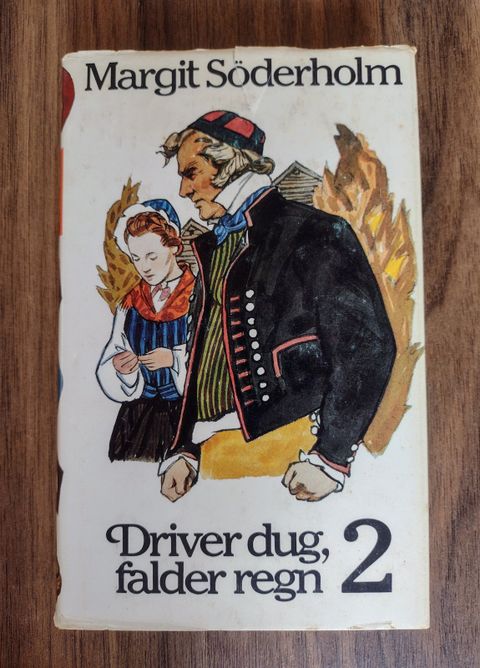 Margit Söderholm
Driver dug,
falder regn 2